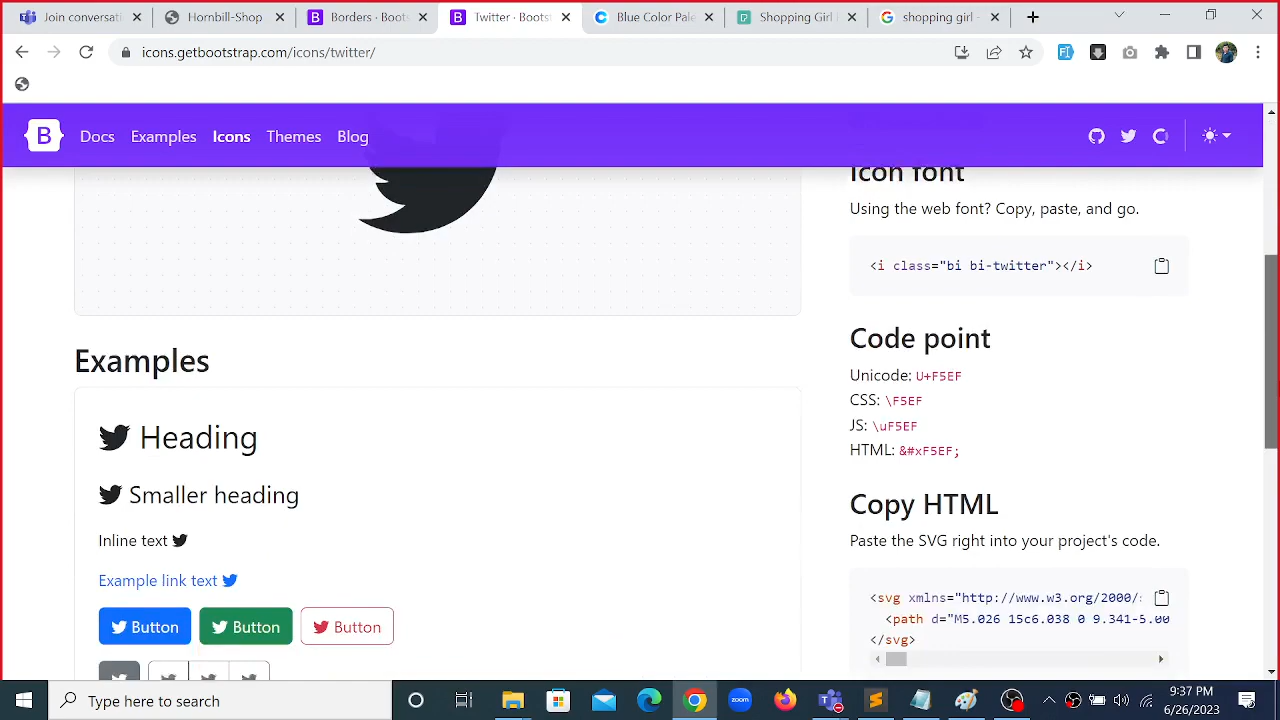 Join conversati
Hornbill-Shop
Borders · Boots
Twitter · Bootst
Blue Color Pale
Shopping Girl
shopping girl -
icons.getbootstrap.com/icons/twitter/
B
Docs
Examples
Icons
Themes
Blog
Icon font
Using the web font? Copy, paste, and go.
<i class="bi bi-twitter"></i>
Examples
Code point
Unicode: U+F5EF
CSS: \F5EF
JS: \uF5EF
HTML: &#xF5EF;
Heading
Smaller heading
Inline text
Example link text
Button
Button
Button
Copy HTML
Paste the SVG right into your project's code.
<svg xmlns="http://www.w3.org/2000/
<path d="M5.026 15c6.038 0 9.341-5.00
</svg>
Type here to search
zoom
9:37 PM
6/26/2023